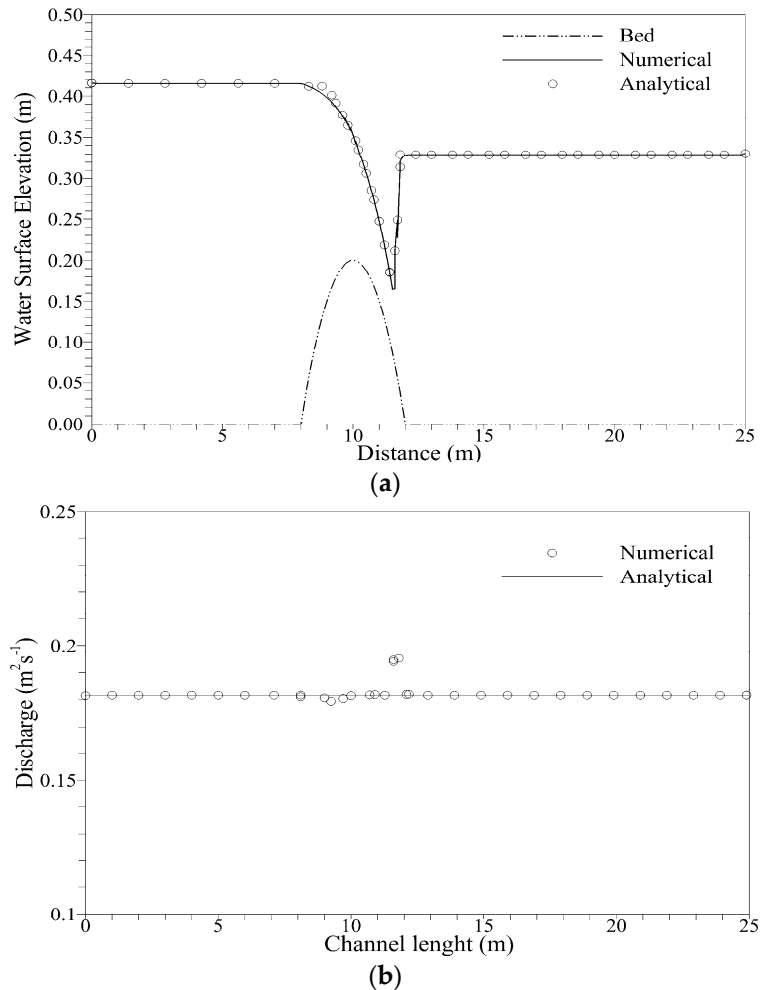 0.50
Bed
0.45
Numerical
0.40
Analytical
0.35
0.30
0.25
0.20
0.15
0.10
0.05
0.00
Water Surface Elevation (m)
0 5 10 15 20 25
Distance (m)
(a)
0.25
Numerical
Analytical
0.2
0.15
0.1
Discharge (m²s⁻¹)
0 5 10 15 20 25
Channel lenght (m)
(b)